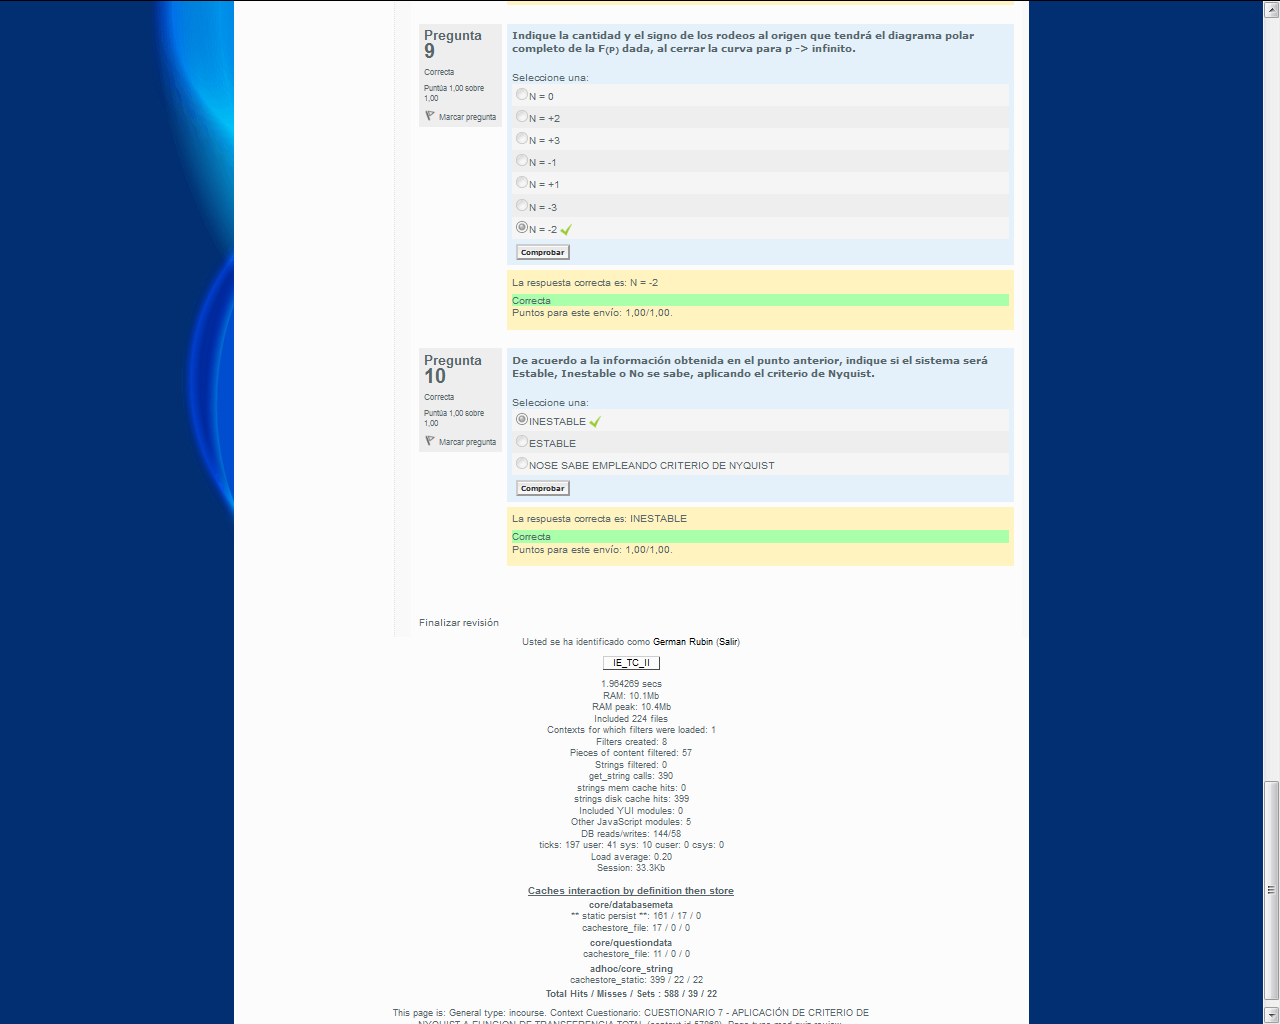 Pregunta
9
Correcta
Puntúa 1,00 sobre
1,00
Marcar pregunta
Indique la cantidad y el signo de los rodeos al origen que tendrá el diagrama polar
completo de la F(P) dada, al cerrar la curva para p -> infinito.
Seleccione una:
N = 0
N = +2
N = +3
N = -1
N = +1
N = -3
N = -2
Comprobar
La respuesta correcta es: N = -2
Correcta
Puntos para este envío: 1,00/1,00.
Pregunta
10
Correcta
Puntúa 1,00 sobre
1,00
Marcar pregunta
De acuerdo a la información obtenida en el punto anterior, indique si el sistema será
Estable, Inestable o No se sabe, aplicando el criterio de Nyquist.
Seleccione una:
INESTABLE
ESTABLE
NOSE SABE EMPLEANDO CRITERIO DE NYQUIST
Comprobar
La respuesta correcta es: INESTABLE
Correcta
Puntos para este envío: 1,00/1,00.
Finalizar revisión
Usted se ha identificado como German Rubin (Salir)
IE_TC_II
1.964269 secs
RAM: 10.1Mb
RAM peak: 10.4Mb
Included 224 files
Contexts for which filters were loaded: 1
Filters created: 8
Pieces of content filtered: 57
Strings filtered: 0
get_string calls: 390
strings mem cache hits: 0
strings disk cache hits: 399
Included YUI modules: 0
Other JavaScript modules: 5
DB reads/writes: 144/58
ticks: 197 user: 41 sys: 10 cuser: 0 csys: 0
Load average: 0.20
Session: 33.3Kb
Caches interaction by definition then store
core/databasemeta
** static persist **: 161 / 17 / 0
cachestore_file: 17 / 0 / 0
core/questiondata
cachestore_file: 11 / 0 / 0
adhoc/core_string
cachestore_static: 399 / 22 / 22
Total Hits / Misses / Sets : 588 / 39 / 22
This page is: General type: incourse. Context Cuestionario: CUESTIONARIO 7 - APLICACIÓN DE CRITERIO DE
NYQUIST A FUNCION DE TRANSFERENCIA TOTAL (context id 57968). Page type mod-quiz-review.